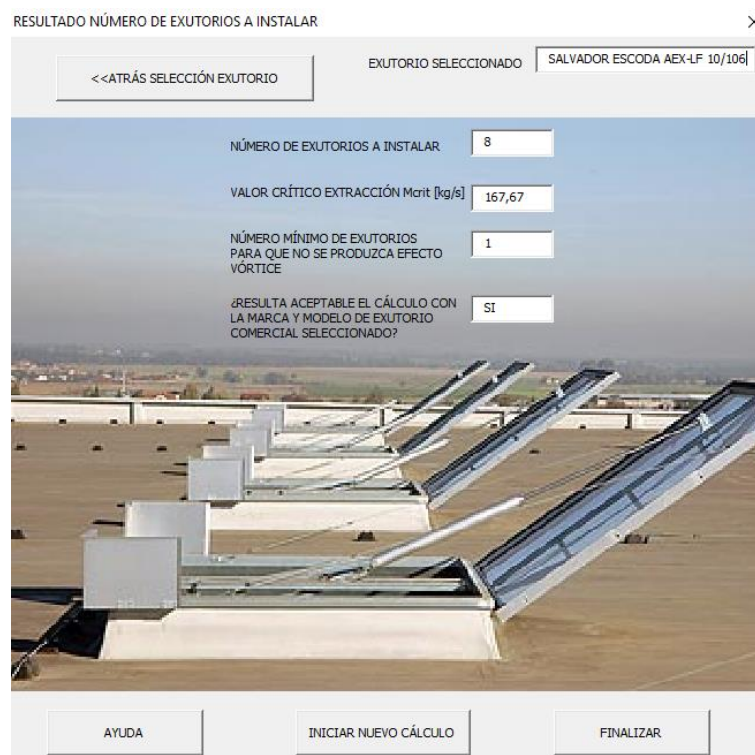 RESULTADO NÚMERO DE EXUTORIOS A INSTALAR
<<ATRÁS SELECCIÓN EXUTORIO
EXUTORIO SELECCIONADO
SALVADOR ESCODA AEX-LF 10/106
NÚMERO DE EXUTORIOS A INSTALAR
8
VALOR CRÍTICO EXTRACCIÓN Mcrit [kg/s]
167,67
NÚMERO MÍNIMO DE EXUTORIOS
PARA QUE NO SE PRODUZCA EFECTO
VÓRTICE
1
¿RESULTA ACEPTABLE EL CÁLCULO CON
LA MARCA Y MODELO DE EXUTORIO
COMERCIAL SELECCIONADO?
SI
AYUDA
INICIAR NUEVO CÁLCULO
FINALIZAR